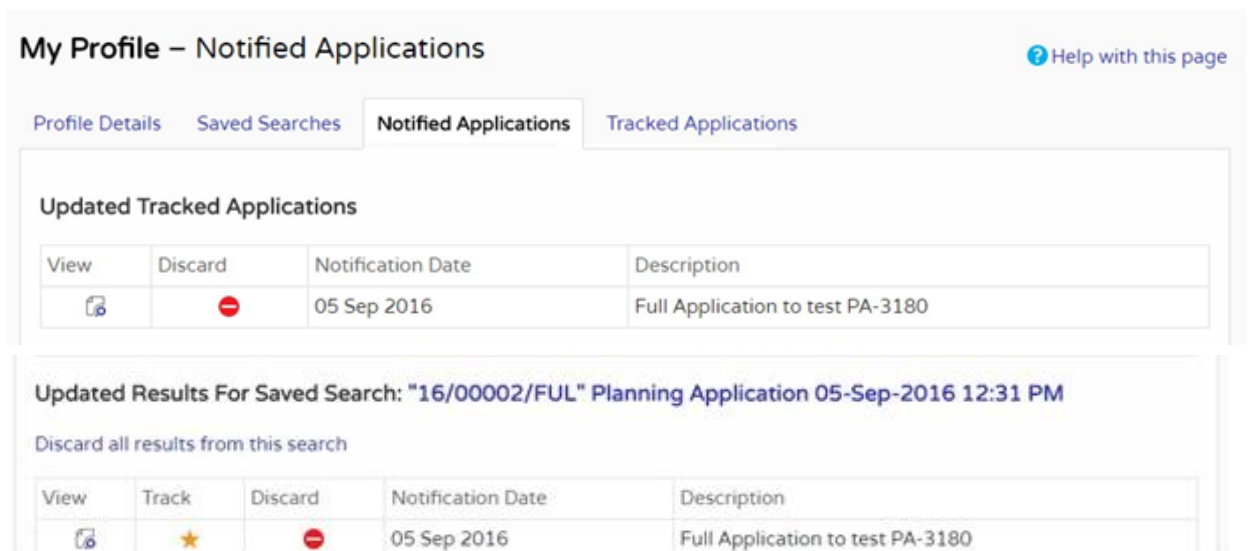 My Profile – Notified Applications
Help with this page
Profile Details Saved Searches Notified Applications Tracked Applications
Updated Tracked Applications
View Discard Notification Date Description
05 Sep 2016 Full Application to test PA-3180
Updated Results For Saved Search: "16/00002/FUL" Planning Application 05-Sep-2016 12:31 PM
Discard all results from this search
View Track Discard Notification Date Description
05 Sep 2016 Full Application to test PA-3180